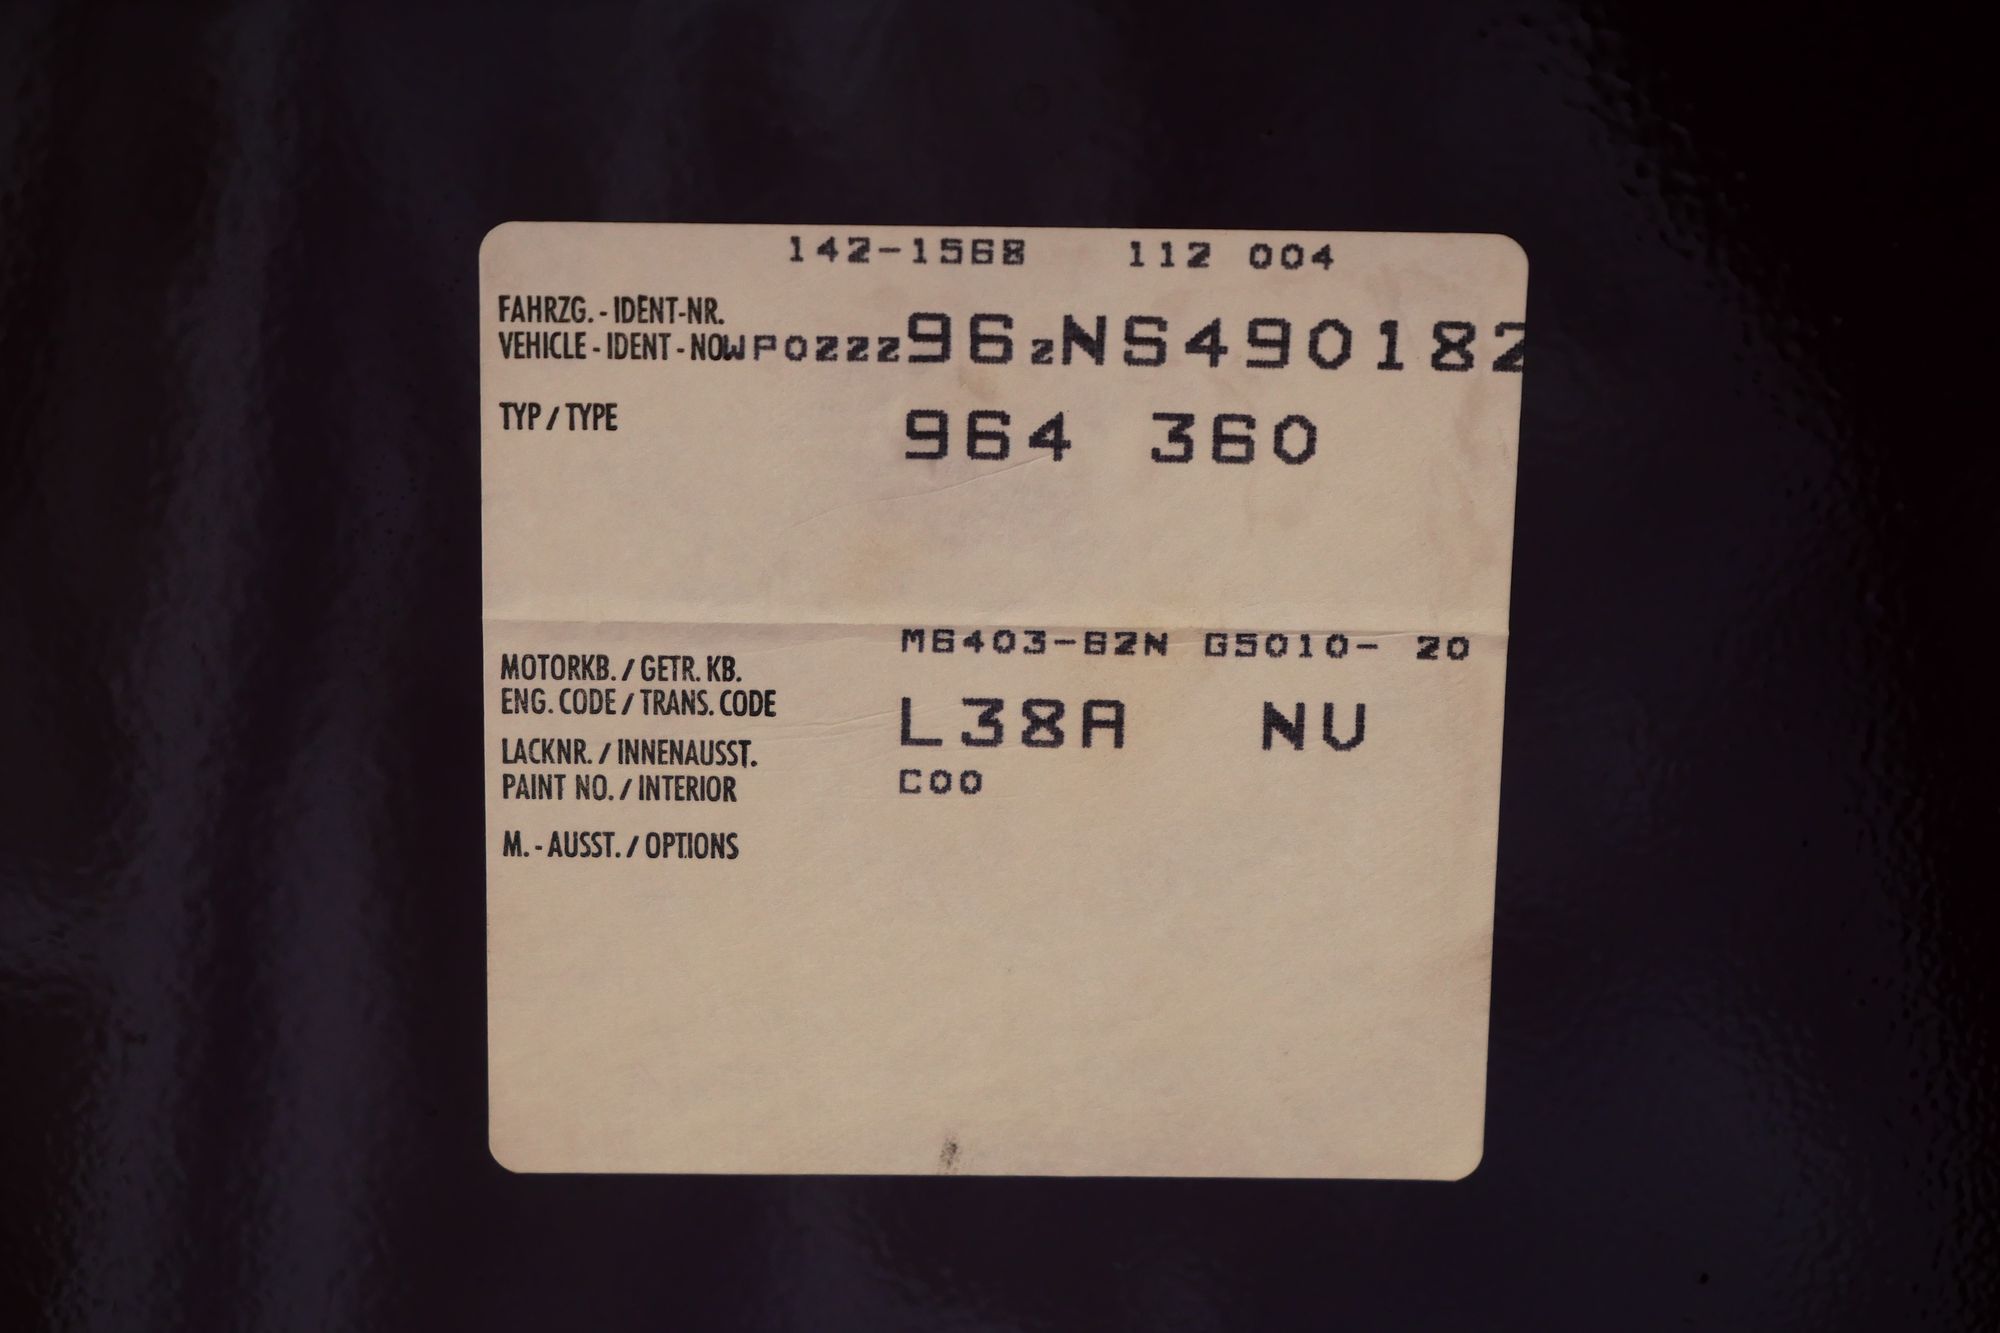 142-1568 112 004
FAHRZG. - IDENT-NR.
VEHICLE - IDENT - NO WP0ZZZ96ZNS490182
TYP / TYPE 964 360
M6403-62N G5010- 20
MOTORKB. / GETR. KB.
ENG. CODE / TRANS. CODE
L38A NV
LACKNR. / INNENAUSST.
PAINT NO. / INTERIOR C00
M. - AUSST. / OPTIONS